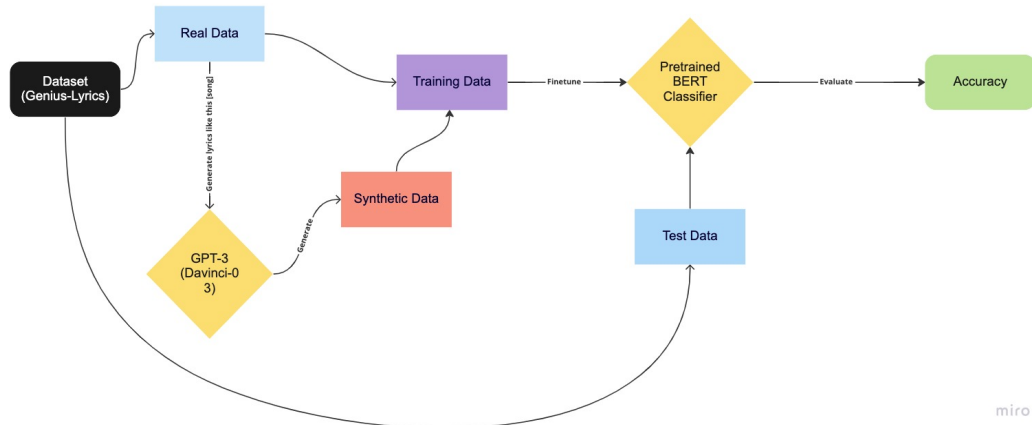 Real Data
Dataset
(Genius-Lyrics)
Generate lyrics like this [song]
GPT-3
(Davinci-0
3)
Generate
Synthetic Data
Training Data
Finetune
Pretrained
BERT
Classifier
Evaluate
Accuracy
Test Data
miro